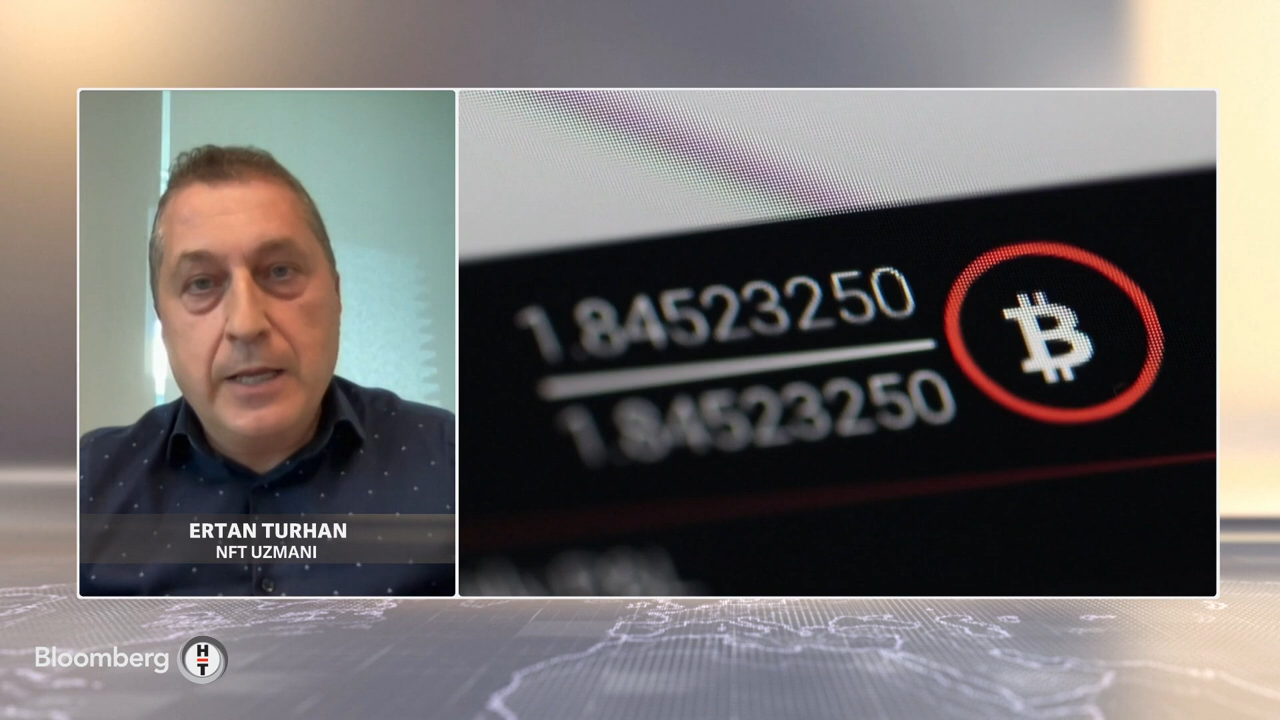 ERTAN TURHAN
NFT UZMANI
1.84523250
1.84523250
Bloomberg
HT